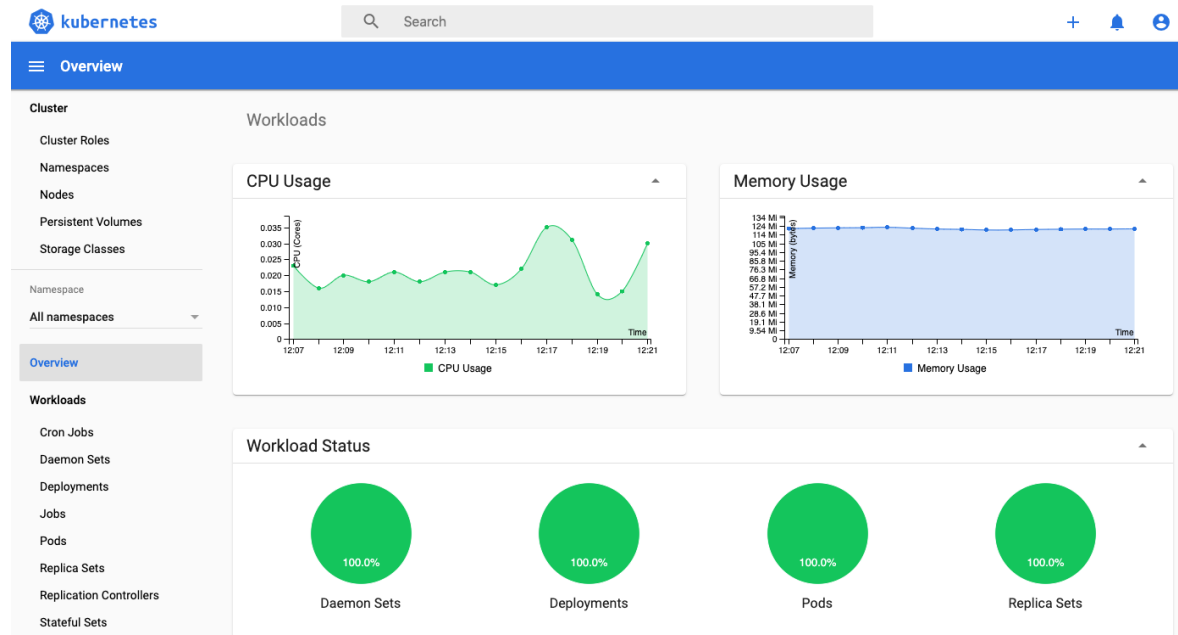 kubernetes
Search
Overview
Cluster
Cluster Roles
Namespaces
Nodes
Persistent Volumes
Storage Classes
Namespace
All namespaces
Overview
Workloads
Cron Jobs
Daemon Sets
Deployments
Jobs
Pods
Replica Sets
Replication Controllers
Stateful Sets
Workloads
CPU Usage
CPU (Cores)
0.035
0.030
0.025
0.020
0.015
0.010
0.005
0
Time
12:07 12:09 12:11 12:13 12:15 12:17 12:19 12:21
CPU Usage
Memory Usage
Memory (bytes)
134 Mi
124 Mi
114 Mi
105 Mi
95.4 Mi
85.8 Mi
76.3 Mi
66.8 Mi
57.2 Mi
47.7 Mi
38.1 Mi
28.6 Mi
19.1 Mi
9.54 Mi
0
Time
12:07 12:09 12:11 12:13 12:15 12:17 12:19 12:21
Memory Usage
Workload Status
100.0% 100.0% 100.0% 100.0%
Daemon Sets Deployments Pods Replica Sets